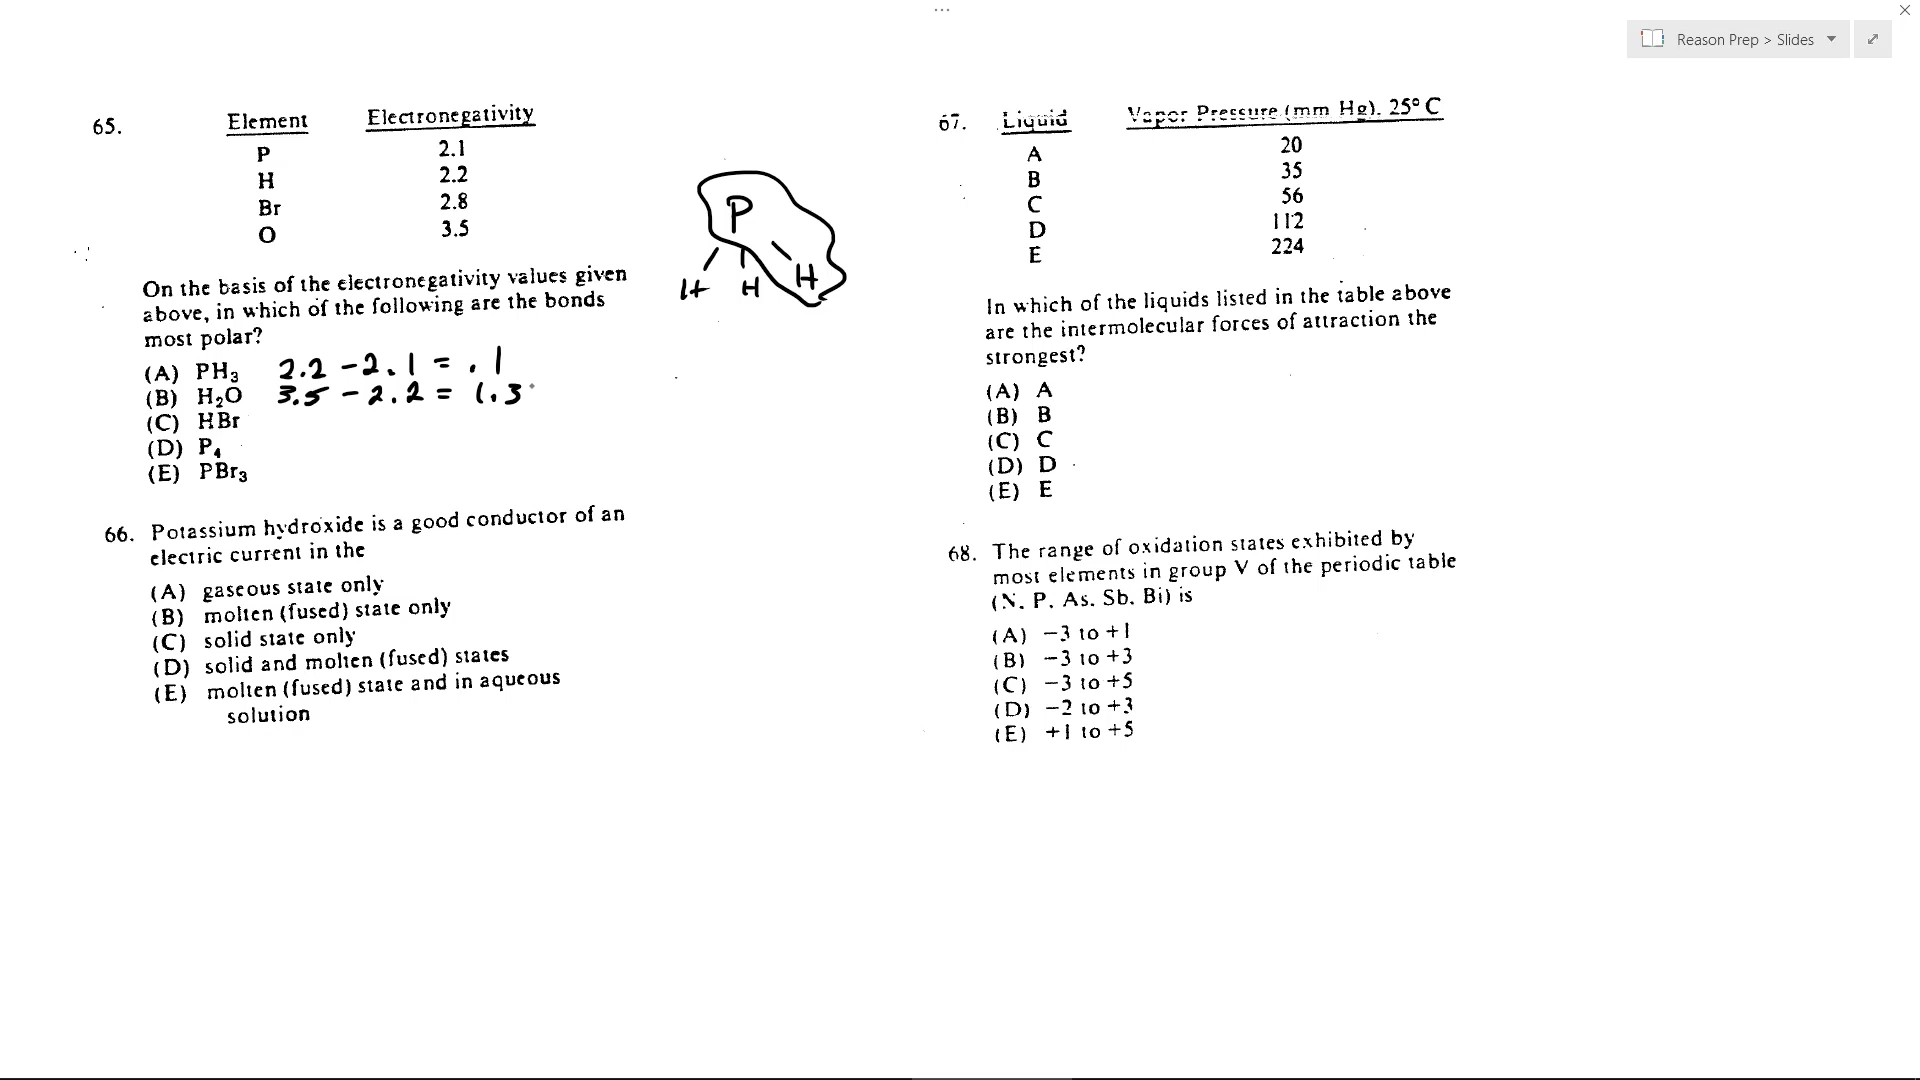 ...
Reason Prep > Slides
65.
Element Electronegativity
P 2.1
H 2.2
Br 2.8
O 3.5
On the basis of the electronegativity values given
above, in which of the following are the bonds
most polar?
(A) PH₃ 2.2 - 2.1 = .1
(B) H₂O 3.5 - 2.2 = 1.3
(C) HBr
(D) P₄
(E) PBr₃
P
H H H
66. Potassium hydroxide is a good conductor of an
electric current in the
(A) gaseous state only
(B) molten (fused) state only
(C) solid state only
(D) solid and molten (fused) states
(E) molten (fused) state and in aqueous
solution
67. Liquid Vapor Pressure (mm Hg). 25° C
A 20
B 35
C 56
D 112
E 224
In which of the liquids listed in the table above
are the intermolecular forces of attraction the
strongest?
(A) A
(B) B
(C) C
(D) D
(E) E
68. The range of oxidation states exhibited by
most elements in group V of the periodic table
(N. P. As. Sb. Bi) is
(A) −3 to +1
(B) −3 to +3
(C) −3 to +5
(D) −2 to +3
(E) +1 to +5